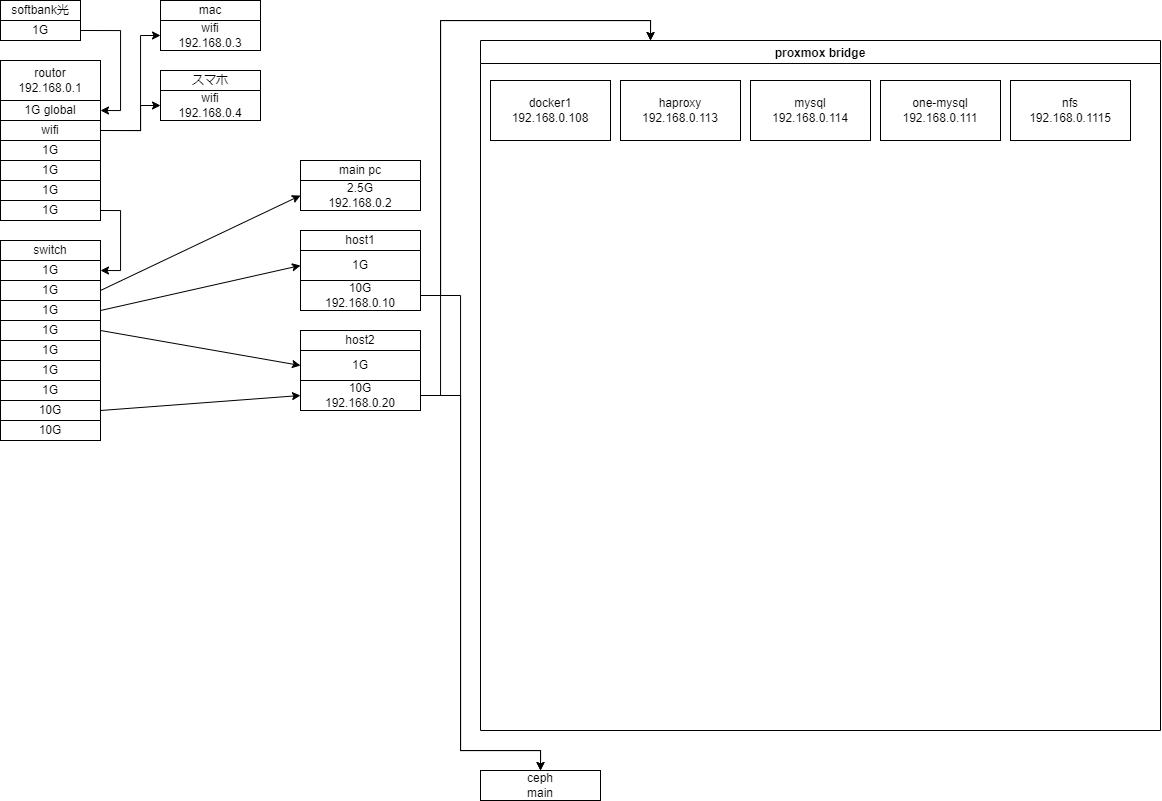 softbank光
1G
routor
192.168.0.1
1G global
wifi
1G
1G
1G
1G
switch
1G
1G
1G
1G
1G
1G
1G
10G
10G
mac
wifi
192.168.0.3
スマホ
wifi
192.168.0.4
main pc
2.5G
192.168.0.2
host1
1G
10G
192.168.0.10
host2
1G
10G
192.168.0.20
proxmox bridge
docker1
192.168.0.108
haproxy
192.168.0.113
mysql
192.168.0.114
one-mysql
192.168.0.111
nfs
192.168.0.1115
ceph
main